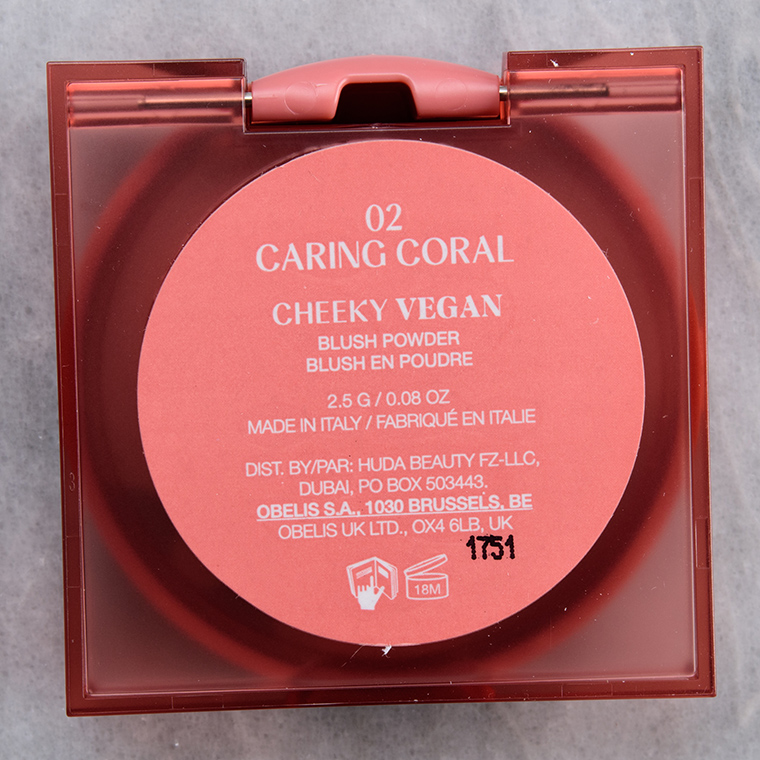 02
CARING CORAL
CHEEKY VEGAN
BLUSH POWDER
BLUSH EN POUDRE
2.5 G / 0.08 OZ
MADE IN ITALY / FABRIQUÉ EN ITALIE
DIST. BY/PAR: HUDA BEAUTY FZ-LLC,
DUBAI, PO BOX 503443.
OBELIS S.A., 1030 BRUSSELS, BE
OBELIS UK LTD., OX4 6LB, UK
1751
18M